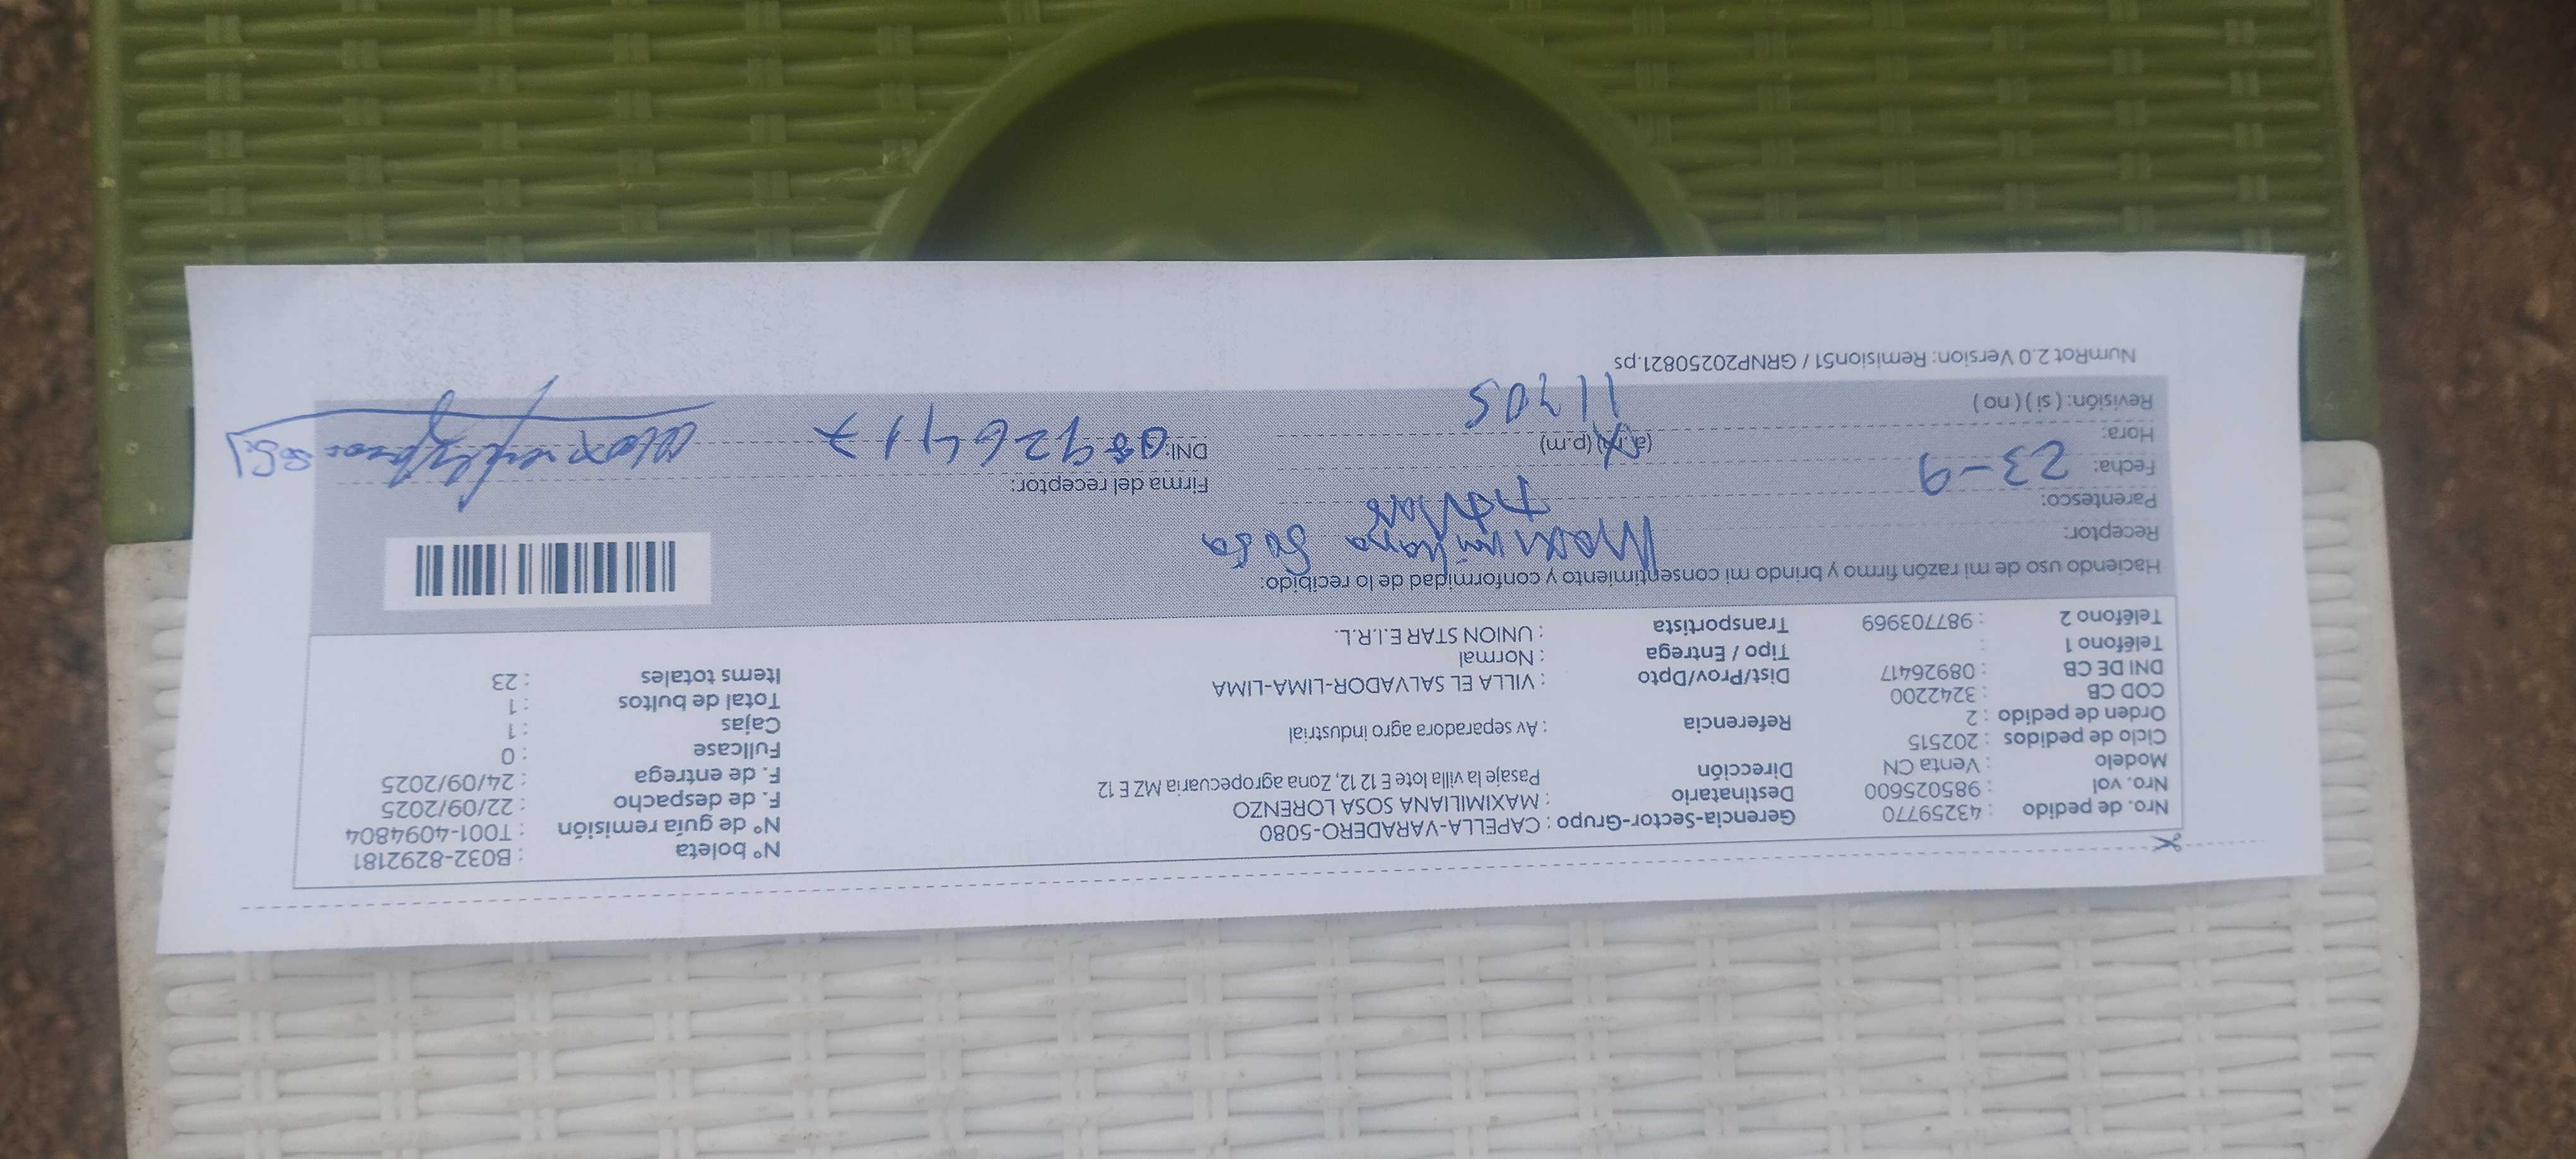 Nro. de pedido : 43259770 Gerencia-Sector-Grupo : CAPELLA-VARADERO-5080 N° boleta : B032-8292181
Nro. val : 985025600 Destinatario : MAXIMILIANA SOSA LORENZO N° de guía remisión : T001-4094804
Modelo : Venta CN Dirección Pasaje la villa lote E 12 12, Zona agropecuaria MZ E 12 F. de despacho : 22/09/2025
Ciclo de pedidos : 202515 F. de entrega : 24/09/2025
Orden de pedido : 2 Referencia : Av separadora agro industrial Fullcase : 0
COD CB : 3242200 Cajas : 1
DNI DE CB : 08926417 Dist/Prov/Dpto : VILLA EL SALVADOR-LIMA-LIMA Total de bultos : 1
Teléfono 1 : Tipo / Entrega : Normal Items totales : 23
Teléfono 2 : 987703969 Transportista : UNION STAR E.I.R.L.
Haciendo uso de mi razón firmo y brindo mi consentimiento y conformidad de lo recibido:
Receptor: Maximiliana Sosa
Parentesco:
Fecha: 23-9 Firma del receptor:
Hora: (a.m) (p.m) DNI: 08926417
Revisión: ( si ) ( no )
NumRot 2.0 Version: Remision51 / GRNP20250821.ps